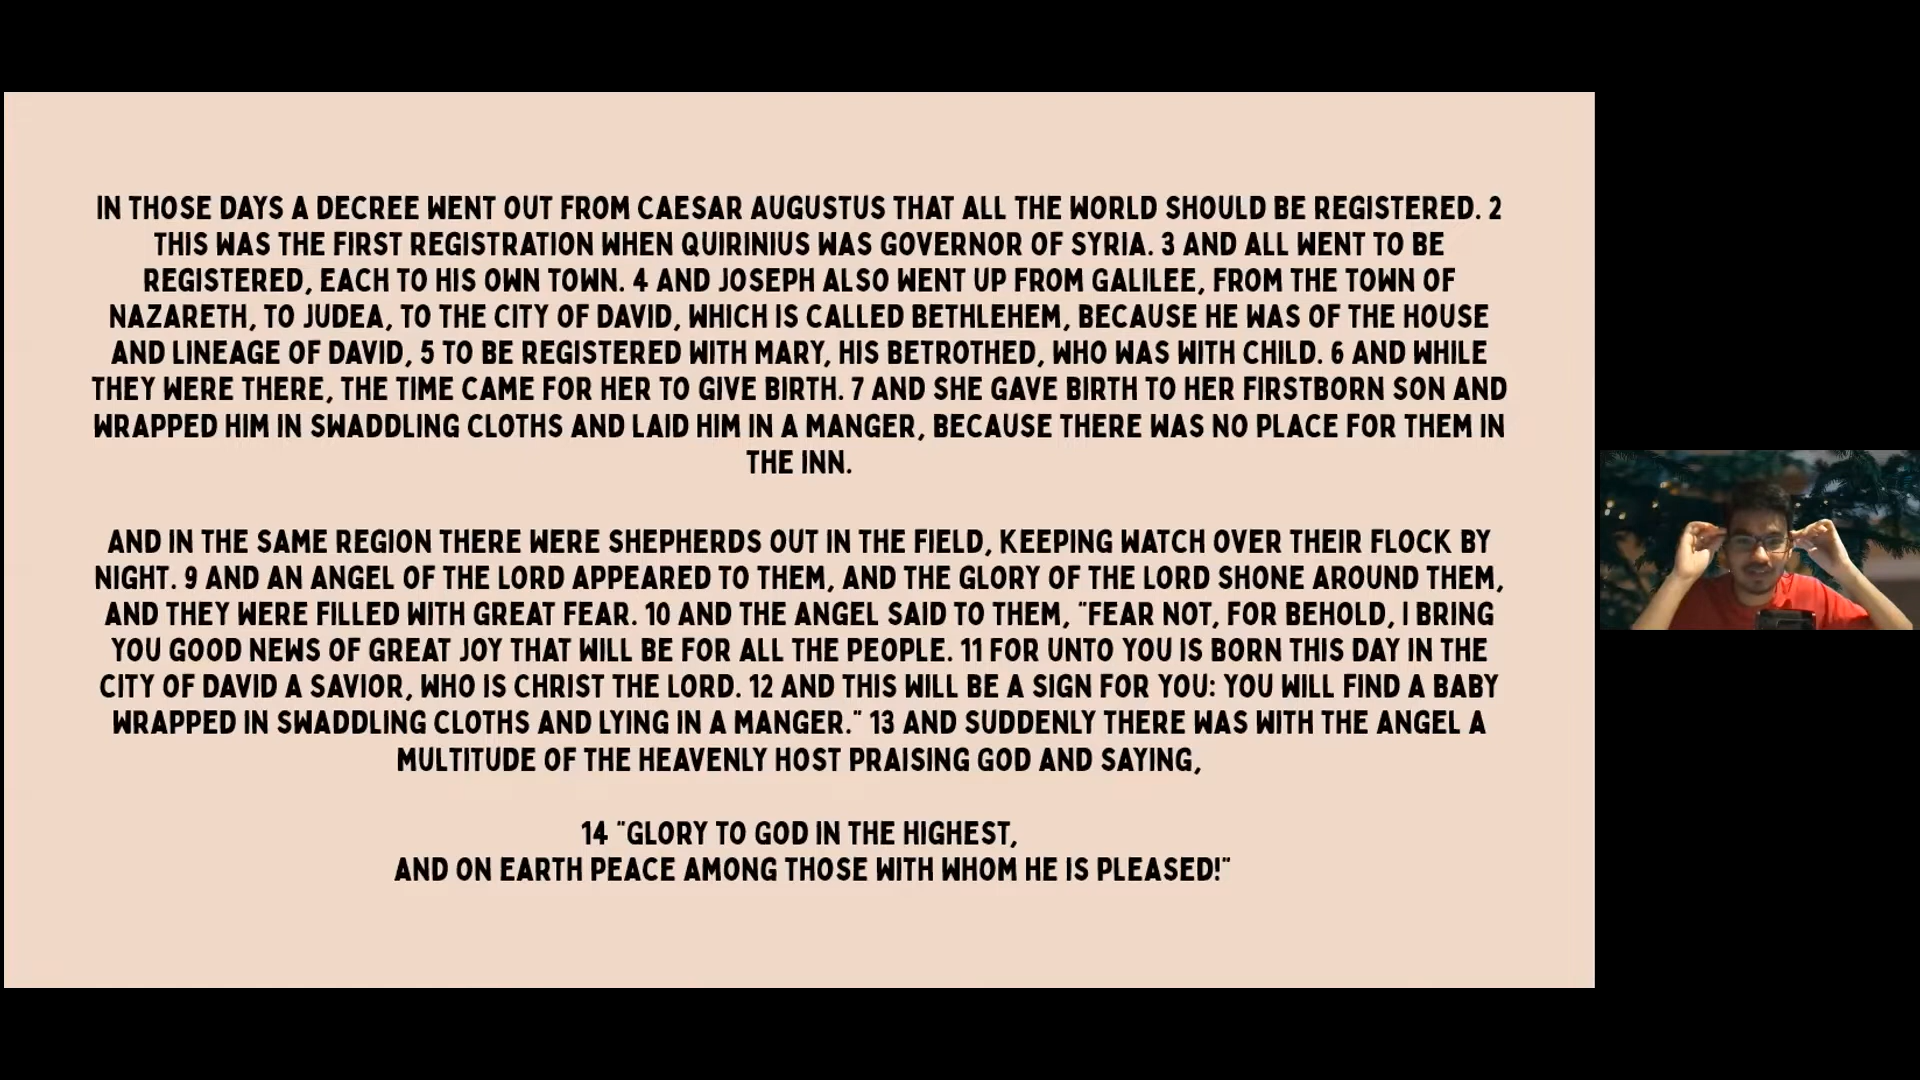 IN THOSE DAYS A DECREE WENT OUT FROM CAESAR AUGUSTUS THAT ALL THE WORLD SHOULD BE REGISTERED. 2
THIS WAS THE FIRST REGISTRATION WHEN QUIRINIUS WAS GOVERNOR OF SYRIA. 3 AND ALL WENT TO BE
REGISTERED, EACH TO HIS OWN TOWN. 4 AND JOSEPH ALSO WENT UP FROM GALILEE, FROM THE TOWN OF
NAZARETH, TO JUDEA, TO THE CITY OF DAVID, WHICH IS CALLED BETHLEHEM, BECAUSE HE WAS OF THE HOUSE
AND LINEAGE OF DAVID, 5 TO BE REGISTERED WITH MARY, HIS BETROTHED, WHO WAS WITH CHILD. 6 AND WHILE
THEY WERE THERE, THE TIME CAME FOR HER TO GIVE BIRTH. 7 AND SHE GAVE BIRTH TO HER FIRSTBORN SON AND
WRAPPED HIM IN SWADDLING CLOTHS AND LAID HIM IN A MANGER, BECAUSE THERE WAS NO PLACE FOR THEM IN
THE INN.
AND IN THE SAME REGION THERE WERE SHEPHERDS OUT IN THE FIELD, KEEPING WATCH OVER THEIR FLOCK BY
NIGHT. 9 AND AN ANGEL OF THE LORD APPEARED TO THEM, AND THE GLORY OF THE LORD SHONE AROUND THEM,
AND THEY WERE FILLED WITH GREAT FEAR. 10 AND THE ANGEL SAID TO THEM, "FEAR NOT, FOR BEHOLD, I BRING
YOU GOOD NEWS OF GREAT JOY THAT WILL BE FOR ALL THE PEOPLE. 11 FOR UNTO YOU IS BORN THIS DAY IN THE
CITY OF DAVID A SAVIOR, WHO IS CHRIST THE LORD. 12 AND THIS WILL BE A SIGN FOR YOU: YOU WILL FIND A BABY
WRAPPED IN SWADDLING CLOTHS AND LYING IN A MANGER." 13 AND SUDDENLY THERE WAS WITH THE ANGEL A
MULTITUDE OF THE HEAVENLY HOST PRAISING GOD AND SAYING,
14 "GLORY TO GOD IN THE HIGHEST,
AND ON EARTH PEACE AMONG THOSE WITH WHOM HE IS PLEASED!"